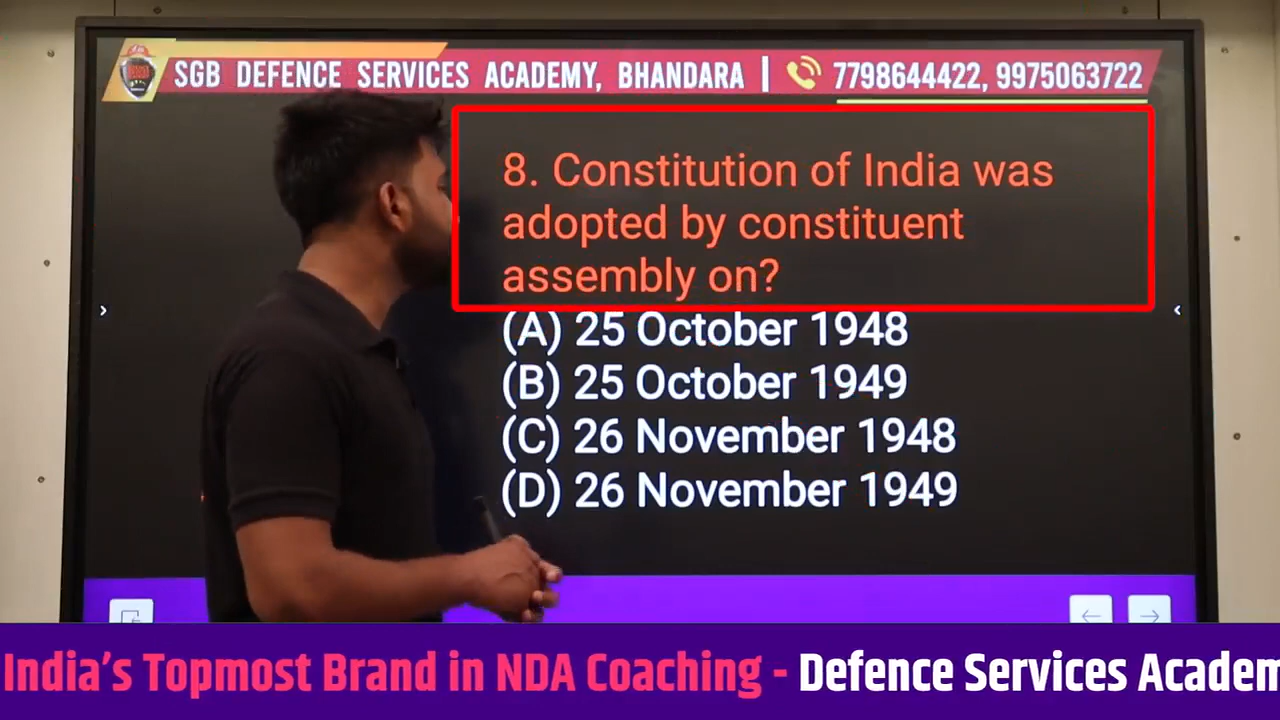 SGB DEFENCE SERVICES ACADEMY, BHANDARA | 7798644422, 9975063722
8. Constitution of India was
adopted by constituent
assembly on?
(A) 25 October 1948
(B) 25 October 1949
(C) 26 November 1948
(D) 26 November 1949
India's Topmost Brand in NDA Coaching - Defence Services Academ